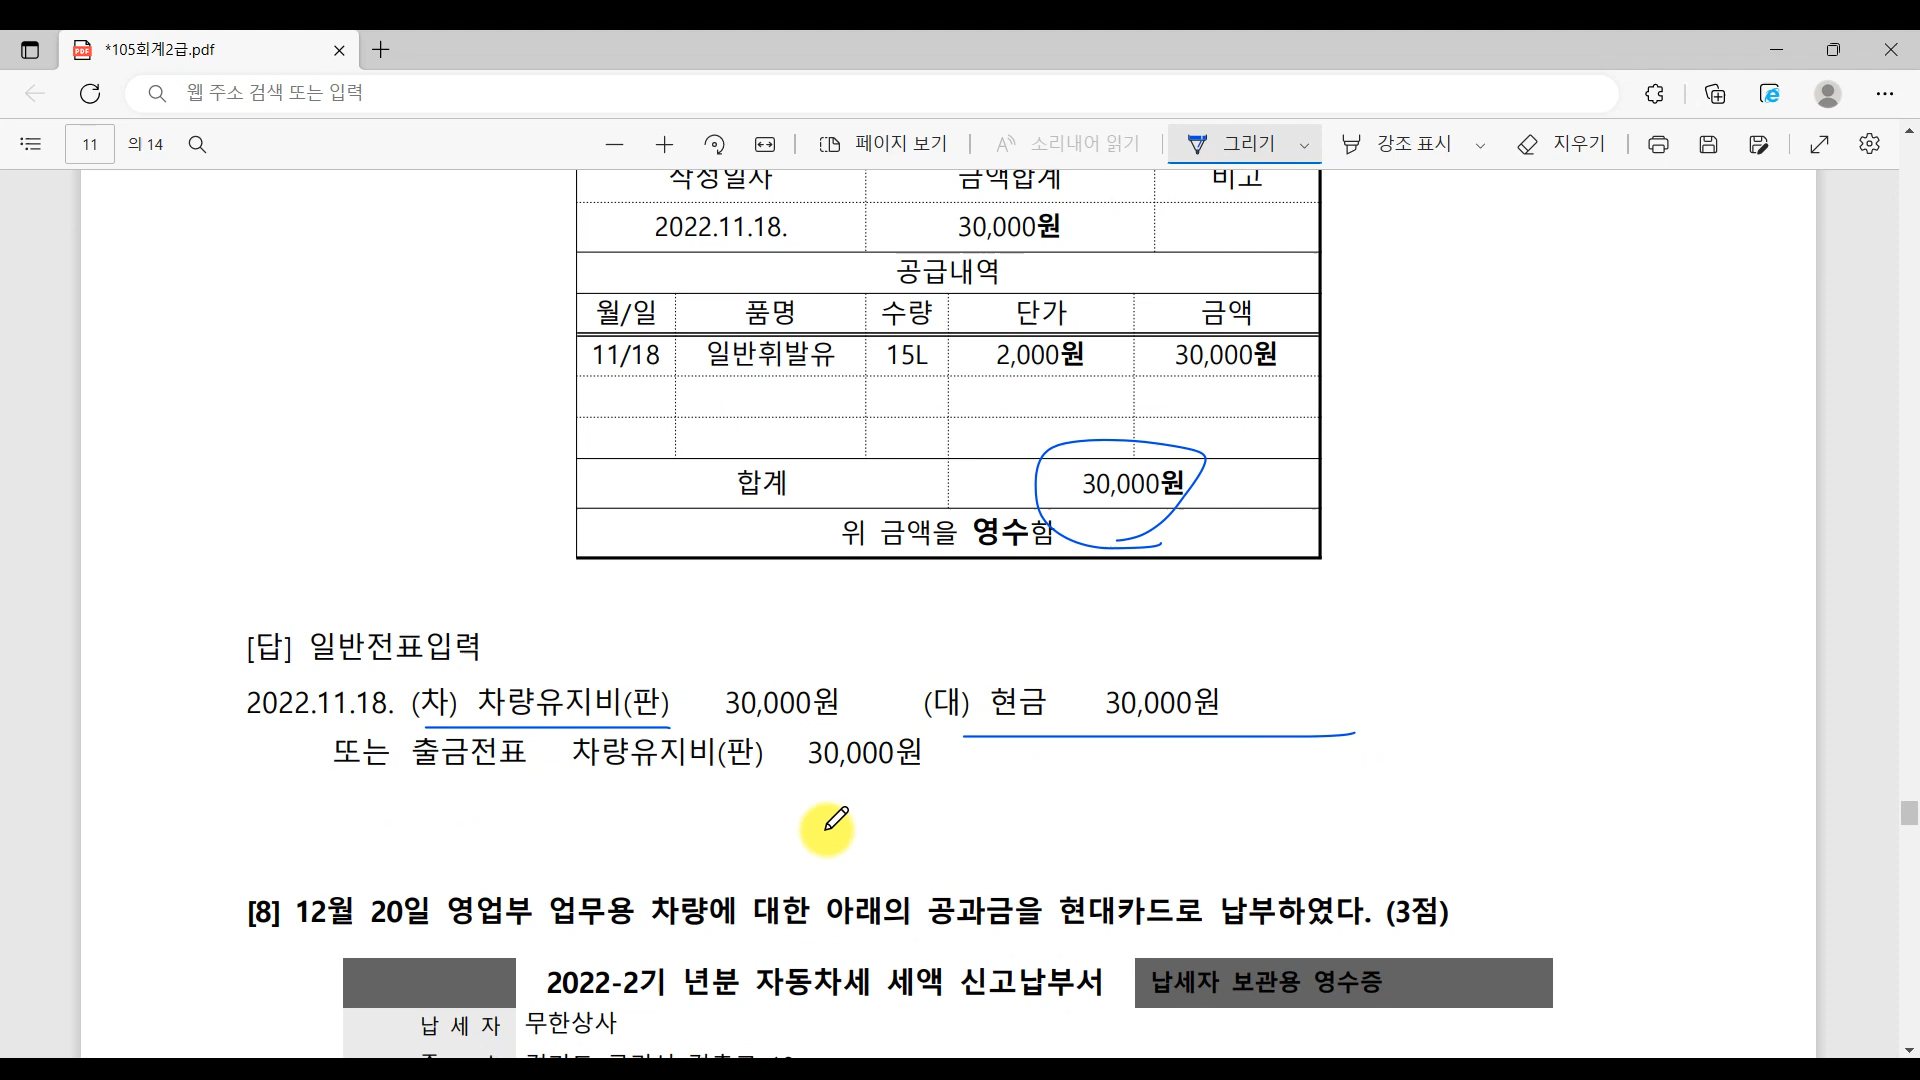 *105회계2급.pdf
웹 주소 검색 또는 입력
11 의 14 페이지 보기 소리내어 읽기 그리기 강조 표시 지우기
작성일자 금액합계 비고
2022.11.18. 30,000원
공급내역
월/일 품명 수량 단가 금액
11/18 일반휘발유 15L 2,000원 30,000원
합계 30,000원
위 금액을 영수함
[답] 일반전표입력
2022.11.18. (차) 차량유지비(판) 30,000원 (대) 현금 30,000원
또는 출금전표 차량유지비(판) 30,000원
[8] 12월 20일 영업부 업무용 차량에 대한 아래의 공과금을 현대카드로 납부하였다. (3점)
2022-2기 년분 자동차세 세액 신고납부서 납세자 보관용 영수증
납 세 자 무한상사